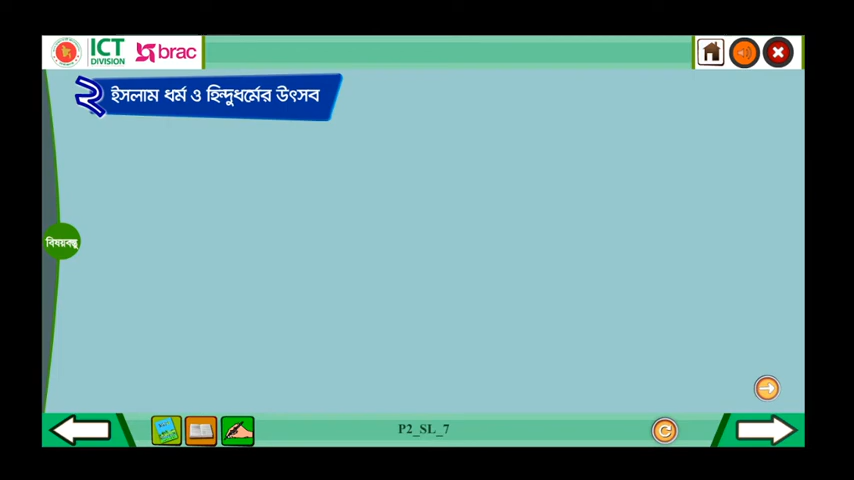 ICT
DIVISION
brac
২ ইসলাম ধর্ম ও হিন্দুধর্মের উৎসব
বিষয়বস্তু
P2_SL_7